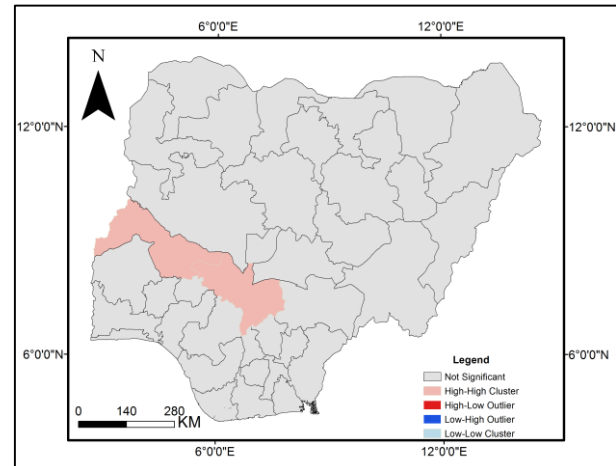 6°0'0"E 12°0'0"E
N
12°0'0"N 12°0'0"N
6°0'0"N 6°0'0"N
Legend
Not Significant
High-High Cluster
High-Low Outlier
Low-High Outlier
Low-Low Cluster
0 140 280
KM
6°0'0"E 12°0'0"E